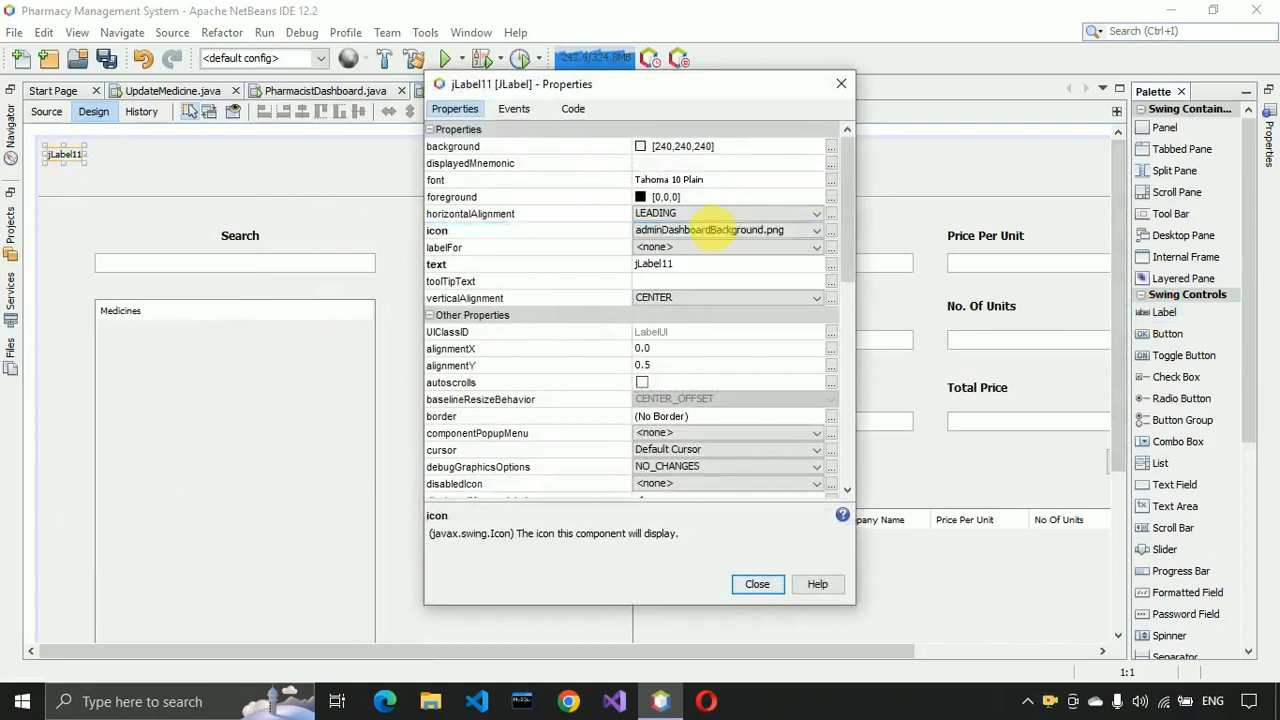 Pharmacy Management System - Apache NetBeans IDE 12.2
File Edit View Navigate Source Refactor Run Debug Profile Team Tools Window Help
Search (Ctrl+I)
<default config>
Start Page UpdateMedicine.java PharmacistDashboard.java
Source Design History
Navigator
Projects
Services
Files
jLabel11
Search
Medicines
jLabel11 [JLabel] - Properties
Properties Events Code
Properties
background [240,240,240]
displayedMnemonic
font Tahoma 10 Plain
foreground [0,0,0]
horizontalAlignment LEADING
icon adminDashboardBackground.png
labelFor <none>
text jLabel11
toolTipText
verticalAlignment CENTER
Other Properties
UIClassID LabelUI
alignmentX 0.0
alignmentY 0.5
autoscrolls
baselineResizeBehavior CENTER_OFFSET
border (No Border)
componentPopupMenu <none>
cursor Default Cursor
debugGraphicsOptions NO_CHANGES
disabledIcon <none>
icon
(javax.swing.Icon) The icon this component will display.
Close Help
Price Per Unit
No. Of Units
Total Price
Name Price Per Unit No Of Units
Palette
Swing Contain...
Panel
Tabbed Pane
Split Pane
Scroll Pane
Tool Bar
Desktop Pane
Internal Frame
Layered Pane
Swing Controls
Label
Button
Toggle Button
Check Box
Radio Button
Button Group
Combo Box
List
Text Field
Text Area
Scroll Bar
Slider
Progress Bar
Formatted Field
Password Field
Spinner
Properties
1:1
Type here to search
ENG